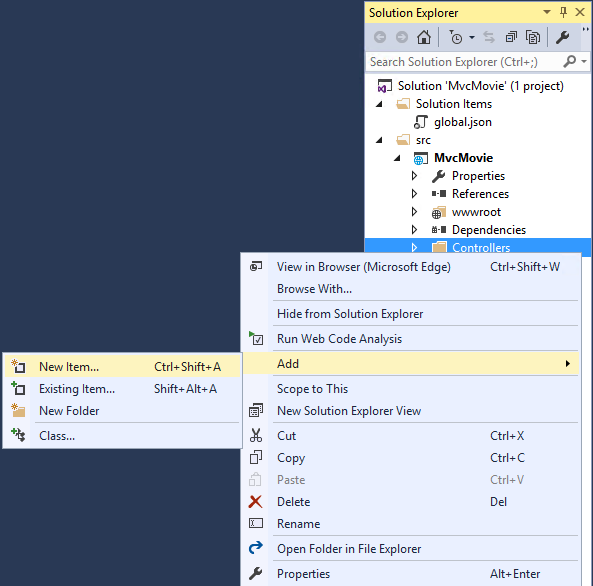 Solution Explorer
Search Solution Explorer (Ctrl+;)
Solution 'MvcMovie' (1 project)
Solution Items
global.json
src
MvcMovie
Properties
References
wwwroot
Dependencies
Controllers
View in Browser (Microsoft Edge) Ctrl+Shift+W
Browse With...
Hide from Solution Explorer
Run Web Code Analysis
Add
Scope to This
New Solution Explorer View
Cut Ctrl+X
Copy Ctrl+C
Paste Ctrl+V
Delete Del
Rename
Open Folder in File Explorer
Properties Alt+Enter
New Item... Ctrl+Shift+A
Existing Item... Shift+Alt+A
New Folder
Class...